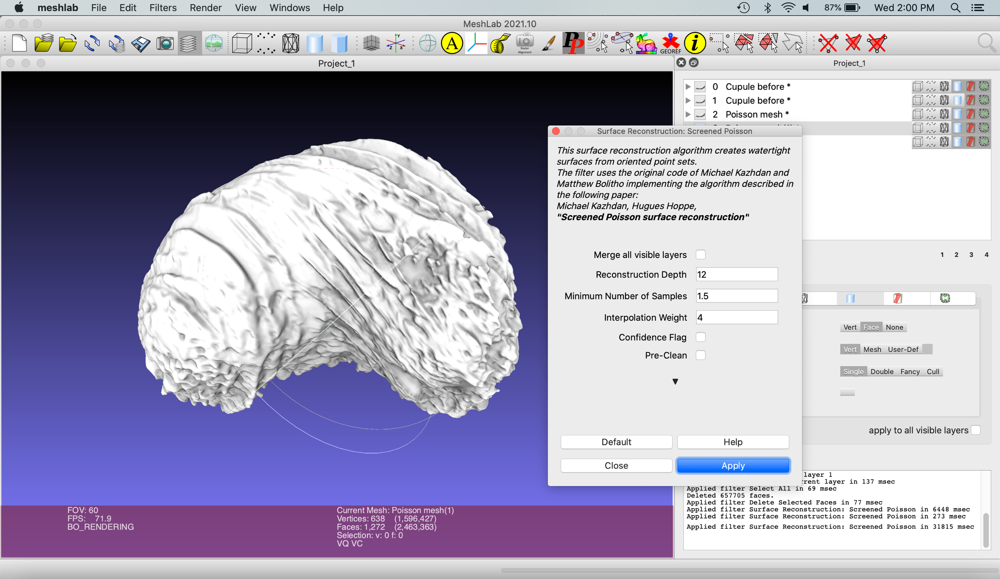 meshlab File Edit Filters Render View Windows Help 87% Wed 2:00 PM
MeshLab 2021.10
A
Y
Z X
Raster
Alignment
PP
GEOREF
i
Project_1
Project_1
0 Cupule before *
1 Cupule before *
2 Poisson mesh *
Surface Reconstruction: Screened Poisson
This surface reconstruction algorithm creates watertight
surfaces from oriented point sets.
The filter uses the original code of Michael Kazhdan and
Matthew Bolitho implementing the algorithm described in
the following paper:
Michael Kazhdan, Hugues Hoppe,
"Screened Poisson surface reconstruction"
Merge all visible layers
Reconstruction Depth 12
Minimum Number of Samples 1.5
Interpolation Weight 4
Confidence Flag
Pre-Clean
Default Help
Close Apply
1 2 3 4
Vert Face None
Vert Mesh User-Def
Single Double Fancy Cull
apply to all visible layers
layer 1
rrent layer in 137 msec
Applied filter Select All in 69 msec
Deleted 657705 faces.
Applied filter Delete Selected Faces in 77 msec
Applied filter Surface Reconstruction: Screened Poisson in 6448 msec
Applied filter Surface Reconstruction: Screened Poisson in 273 msec
Applied filter Surface Reconstruction: Screened Poisson in 31815 msec
FOV: 60
FPS: 71.9
BO_RENDERING
Current Mesh: Poisson mesh(1)
Vertices: 638 (1,596,427)
Faces: 1,272 (2,463,363)
Selection: v: 0 f: 0
VQ VC